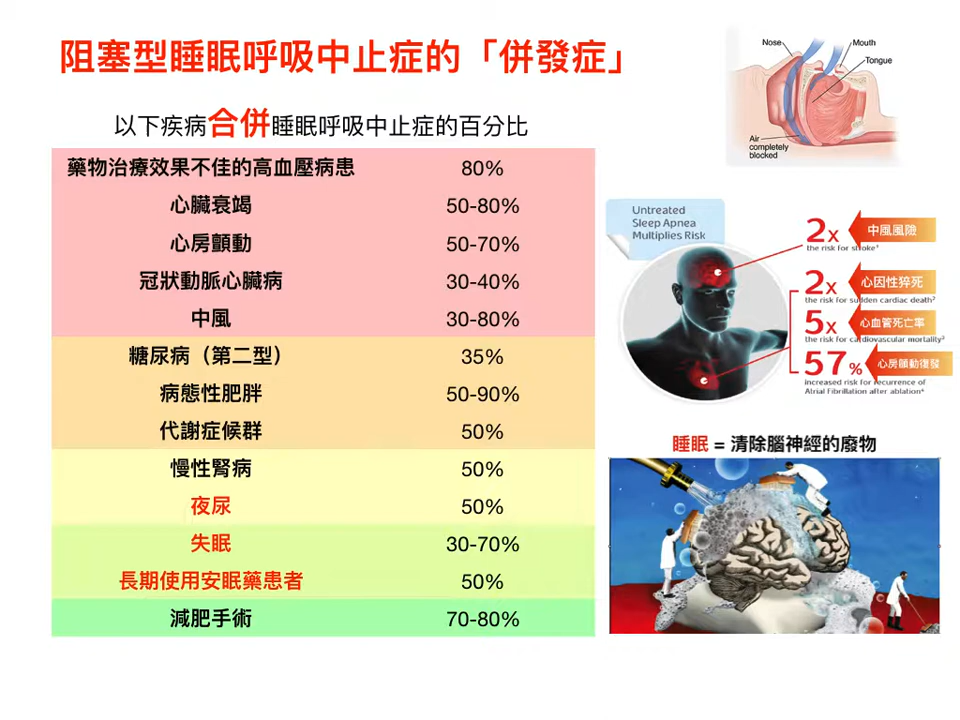 阻塞型睡眠呼吸中止症的「併發症」
以下疾病合併睡眠呼吸中止症的百分比
藥物治療效果不佳的高血壓病患 80%
心臟衰竭 50-80%
心房顫動 50-70%
冠狀動脈心臟病 30-40%
中風 30-80%
糖尿病（第二型） 35%
病態性肥胖 50-90%
代謝症候群 50%
慢性腎病 50%
夜尿 50%
失眠 30-70%
長期使用安眠藥患者 50%
減肥手術 70-80%
Nose
Mouth
Tongue
Air
completely
blocked
Untreated
Sleep Apnea
Multiplies Risk
2x 中風風險
the risk for stroke¹
2x 心因性猝死
the risk for sudden cardiac death²
5x 心血管死亡率
the risk for cardiovascular mortality³
57% 心房顫動復發
increased risk for recurrence of
Atrial Fibrillation after ablation⁴
睡眠 = 清除腦神經的廢物